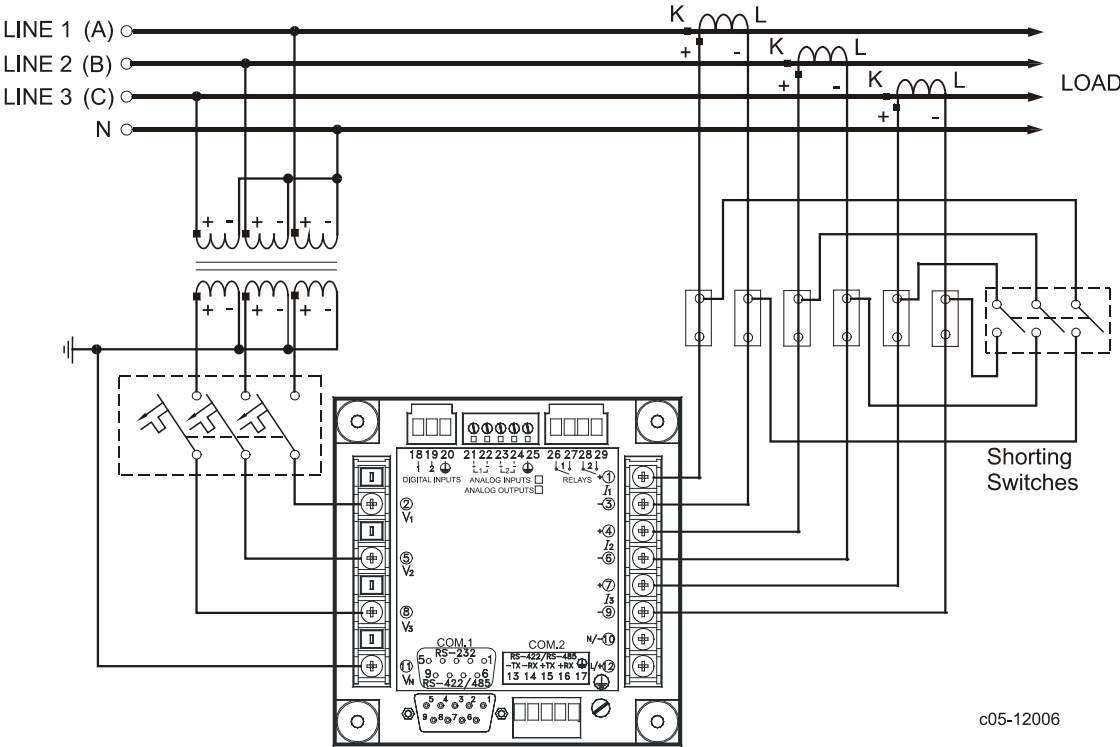 K L
LINE 1 (A)
+ -
K L
LINE 2 (B)
+ -
K L
LINE 3 (C)
LOAD
+ -
N
+ - + - + -
+ - + - + -
18 19 20 21 22 23 24 25 26 27 28 29
1 2 1 2 1 2
DIGITAL INPUTS ANALOG INPUTS RELAYS
ANALOG OUTPUTS
+1
I1
-3
2
V1
+4
I2
-6
5
V2
+7
I3
-9
8
V3
N/-10
L/+12
11
VN
COM.1
RS-232
5 1
9 6
RS-422/485
COM.2
RS-422/RS-485
-TX -RX +TX +RX
13 14 15 16 17
5 4 3 2 1
9 8 7 6
Shorting
Switches
c05-12006